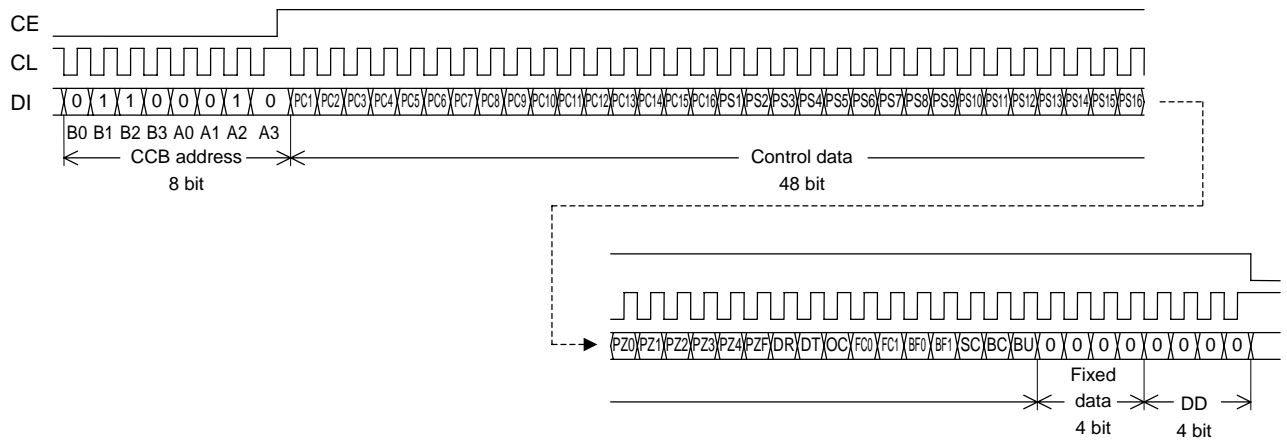 CE
CL
DI 0 1 1 0 0 0 1 0 PC1 PC2 PC3 PC4 PC5 PC6 PC7 PC8 PC9 PC10 PC11 PC12 PC13 PC14 PC15 PC16 PS1 PS2 PS3 PS4 PS5 PS6 PS7 PS8 PS9 PS10 PS11 PS12 PS13 PS14 PS15 PS16
B0 B1 B2 B3 A0 A1 A2 A3
CCB address
8 bit
Control data
48 bit
PZ0 PZ1 PZ2 PZ3 PZ4 PZF DR DT OC FC0 FC1 BF0 BF1 SC BC BU 0 0 0 0 0 0 0 0
Fixed
data
4 bit
DD
4 bit